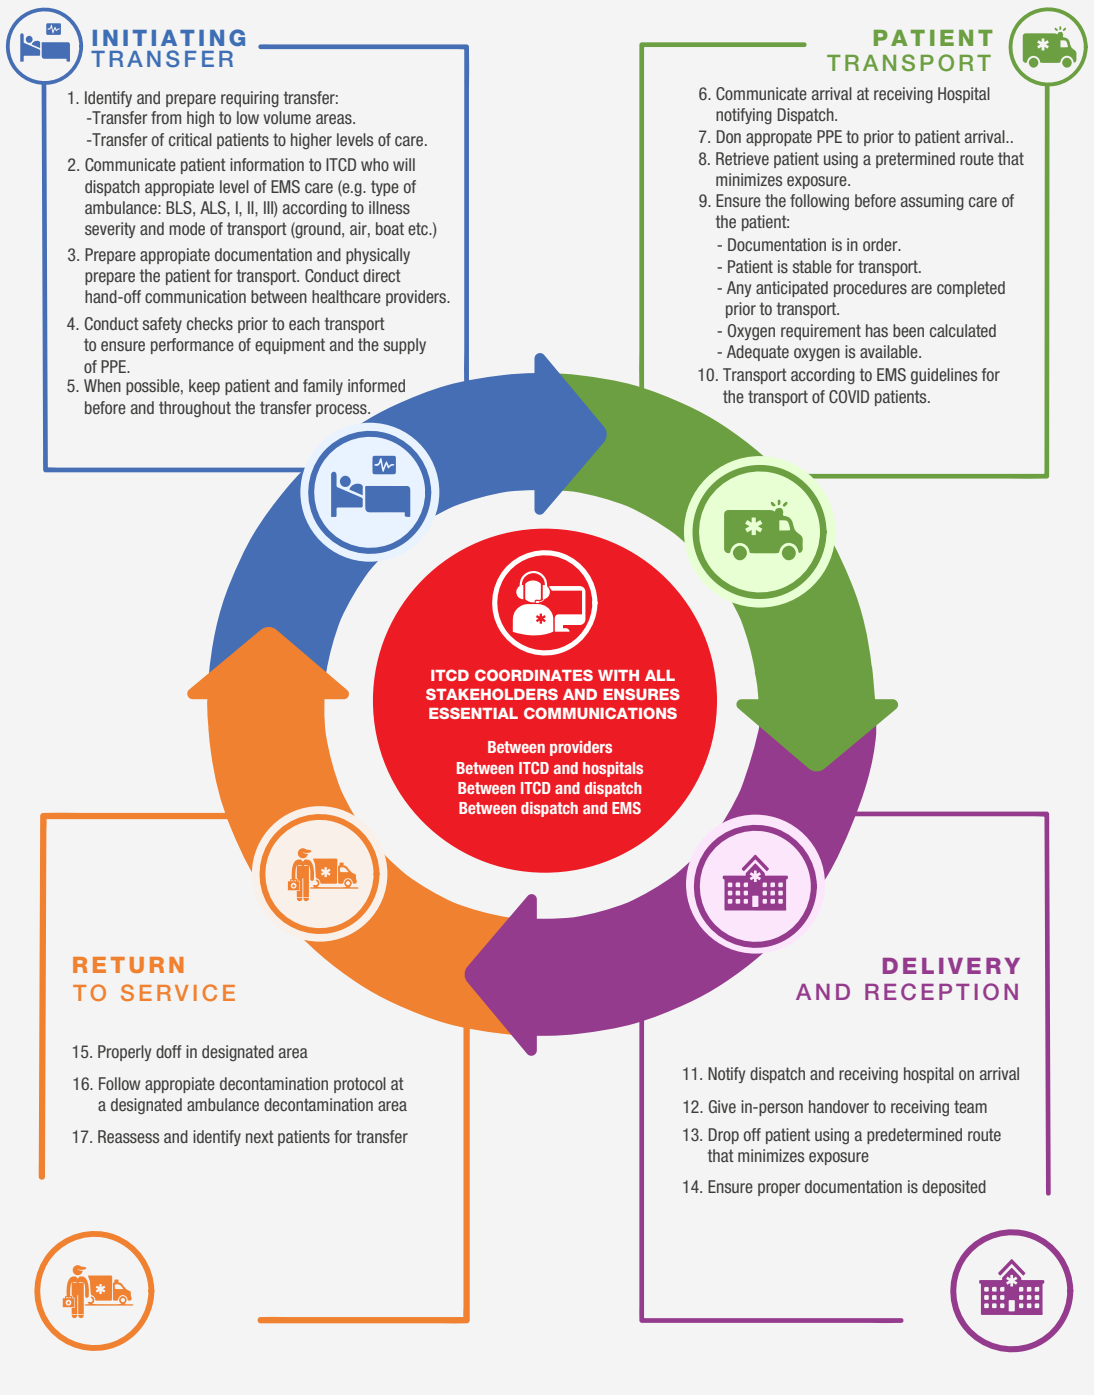 INITIATING
TRANSFER
1. Identify and prepare requiring transfer:
-Transfer from high to low volume areas.
-Transfer of critical patients to higher levels of care.
2. Communicate patient information to ITCD who will
dispatch appropiate level of EMS care (e.g. type of
ambulance: BLS, ALS, I, II, III) according to illness
severity and mode of transport (ground, air, boat etc.)
3. Prepare appropiate documentation and physically
prepare the patient for transport. Conduct direct
hand-off communication between healthcare providers.
4. Conduct safety checks prior to each transport
to ensure performance of equipment and the supply
of PPE.
5. When possible, keep patient and family informed
before and throughout the transfer process.
PATIENT
TRANSPORT
6. Communicate arrival at receiving Hospital
notifying Dispatch.
7. Don appropate PPE to prior to patient arrival..
8. Retrieve patient using a pretermined route that
minimizes exposure.
9. Ensure the following before assuming care of
the patient:
- Documentation is in order.
- Patient is stable for transport.
- Any anticipated procedures are completed
prior to transport.
- Oxygen requirement has been calculated
- Adequate oxygen is available.
10. Transport according to EMS guidelines for
the transport of COVID patients.
ITCD COORDINATES WITH ALL
STAKEHOLDERS AND ENSURES
ESSENTIAL COMMUNICATIONS
Between providers
Between ITCD and hospitals
Between ITCD and dispatch
Between dispatch and EMS
DELIVERY
AND RECEPTION
11. Notify dispatch and receiving hospital on arrival
12. Give in-person handover to receiving team
13. Drop off patient using a predetermined route
that minimizes exposure
14. Ensure proper documentation is deposited
RETURN
TO SERVICE
15. Properly doff in designated area
16. Follow appropiate decontamination protocol at
a designated ambulance decontamination area
17. Reassess and identify next patients for transfer